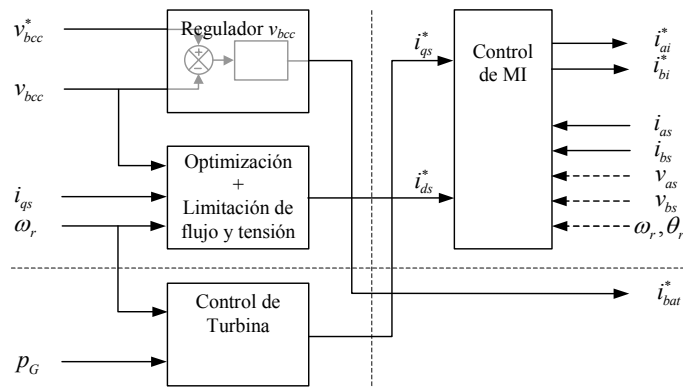 v*bcc
Regulador vbcc
+
−
vbcc
i*qs
Control
de MI
i*ai
i*bi
ias
ibs
vas
vbs
ωr, θr
iqs
ωr
Optimización
+
Limitación de
flujo y tensión
i*ds
Control de
Turbina
i*bat
pG